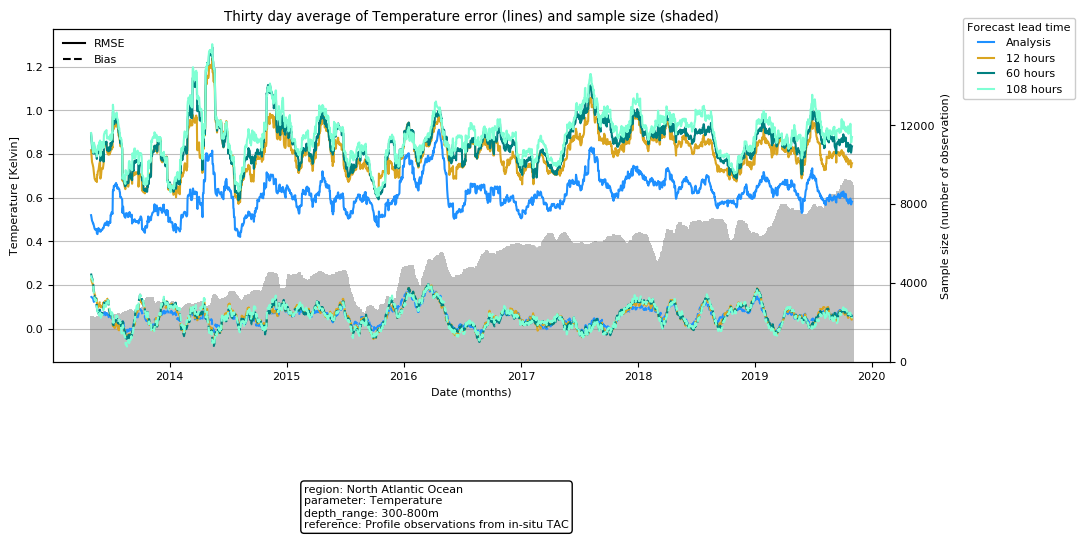 Thirty day average of Temperature error (lines) and sample size (shaded)
RMSE
Bias
Forecast lead time
Analysis
12 hours
60 hours
108 hours
Temperature [Kelvin]
1.2
1.0
0.8
0.6
0.4
0.2
0.0
12000
8000
4000
0
Sample size (number of observation)
2014 2015 2016 2017 2018 2019 2020
Date (months)
region: North Atlantic Ocean
parameter: Temperature
depth_range: 300-800m
reference: Profile observations from in-situ TAC